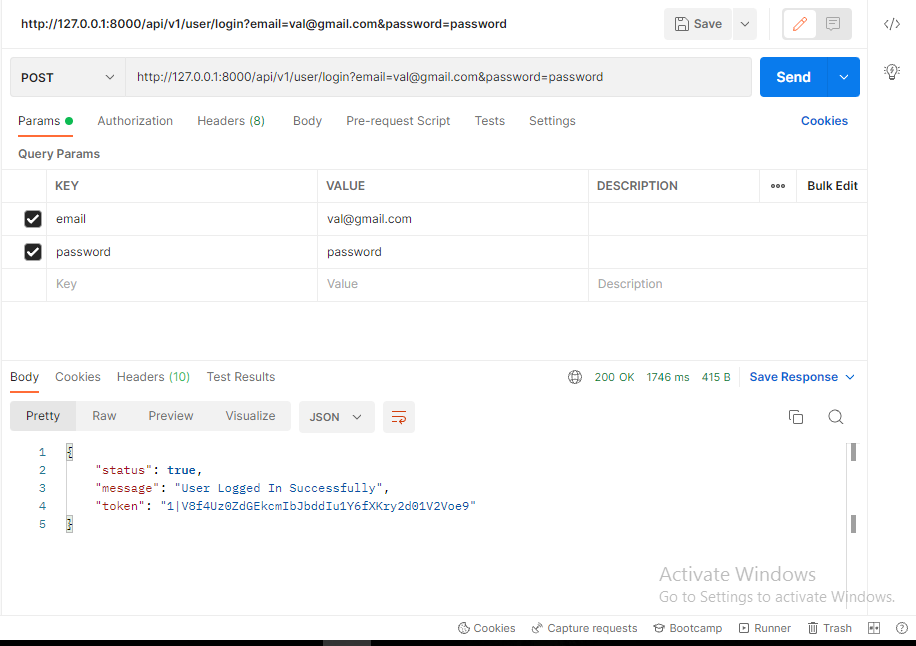 http://127.0.0.1:8000/api/v1/user/login?email=val@gmail.com&password=password
Save
POST
http://127.0.0.1:8000/api/v1/user/login?email=val@gmail.com&password=password
Send
Params Authorization Headers (8) Body Pre-request Script Tests Settings Cookies
Query Params
KEY VALUE DESCRIPTION Bulk Edit
email val@gmail.com
password password
Key Value Description
Body Cookies Headers (10) Test Results 200 OK 1746 ms 415 B Save Response
Pretty Raw Preview Visualize JSON
1 {
2 "status": true,
3 "message": "User Logged In Successfully",
4 "token": "1|V8f4Uz0ZdGEkcmIbJbddIu1Y6fXKry2d01V2Voe9"
5 }
Activate Windows
Go to Settings to activate Windows.
Cookies Capture requests Bootcamp Runner Trash